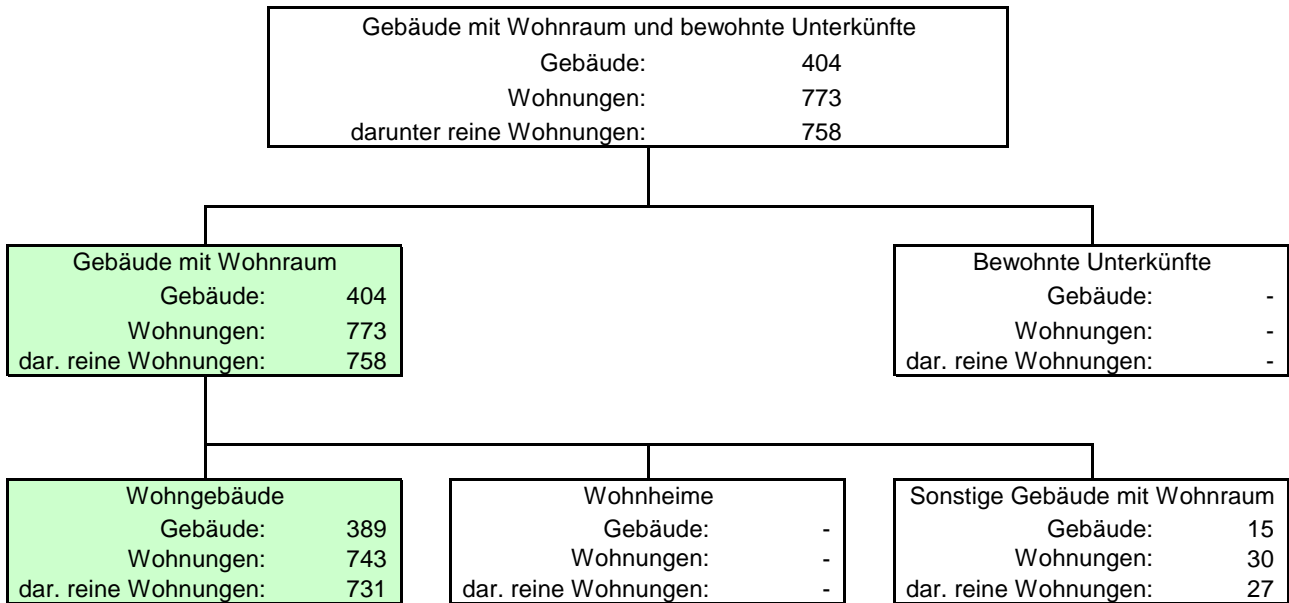 Gebäude mit Wohnraum und bewohnte Unterkünfte
Gebäude: 404
Wohnungen: 773
darunter reine Wohnungen: 758
Gebäude mit Wohnraum
Gebäude: 404
Wohnungen: 773
dar. reine Wohnungen: 758
Bewohnte Unterkünfte
Gebäude: -
Wohnungen: -
dar. reine Wohnungen: -
Wohngebäude
Gebäude: 389
Wohnungen: 743
dar. reine Wohnungen: 731
Wohnheime
Gebäude: -
Wohnungen: -
dar. reine Wohnungen: -
Sonstige Gebäude mit Wohnraum
Gebäude: 15
Wohnungen: 30
dar. reine Wohnungen: 27